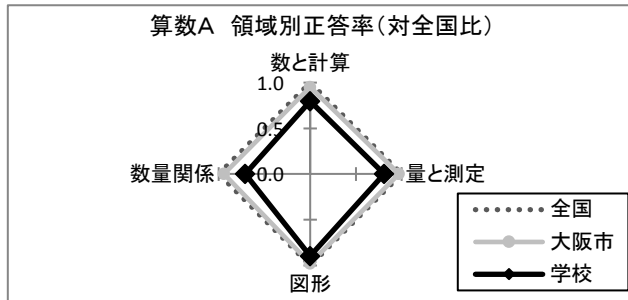 算数A 領域別正答率(対全国比)
数と計算
1.0
0.5
数量関係
0.0
量と測定
図形
全国
大阪市
学校